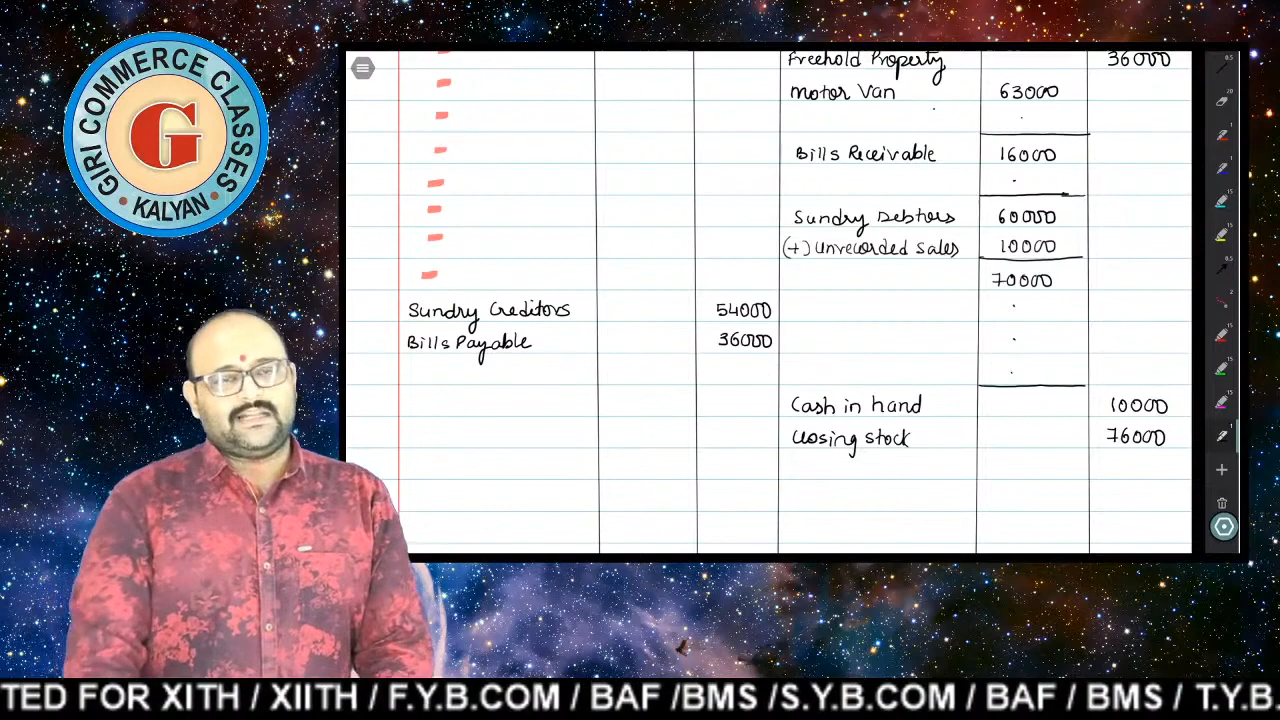 GIRI COMMERCE CLASSES
G
KALYAN
Freehold Property 36000
Motor Van 63000
Bills Receivable 16000
Sundry Debtors 60000
(+) Unrecorded sales 10000
70000
Sundry Creditors 54000
Bills Payable 36000
Cash in hand 10000
Closing stock 76000
TED FOR XITH / XIITH / F.Y.B.COM / BAF /BMS /S.Y.B.COM / BAF / BMS / T.Y.B.